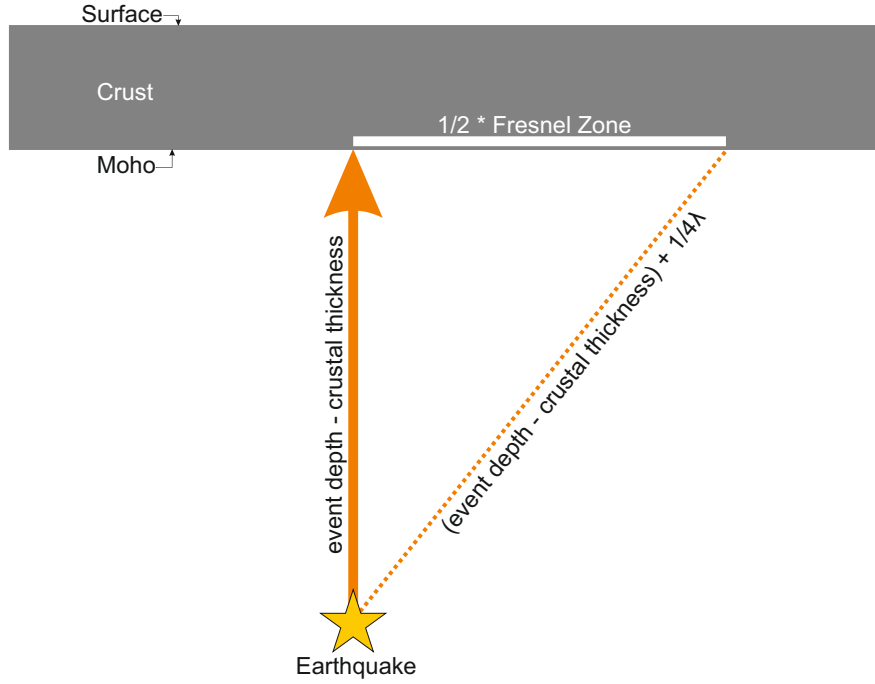 Surface
Crust
1/2 * Fresnel Zone
Moho
event depth - crustal thickness
(event depth - crustal thickness) + 1/4λ
Earthquake